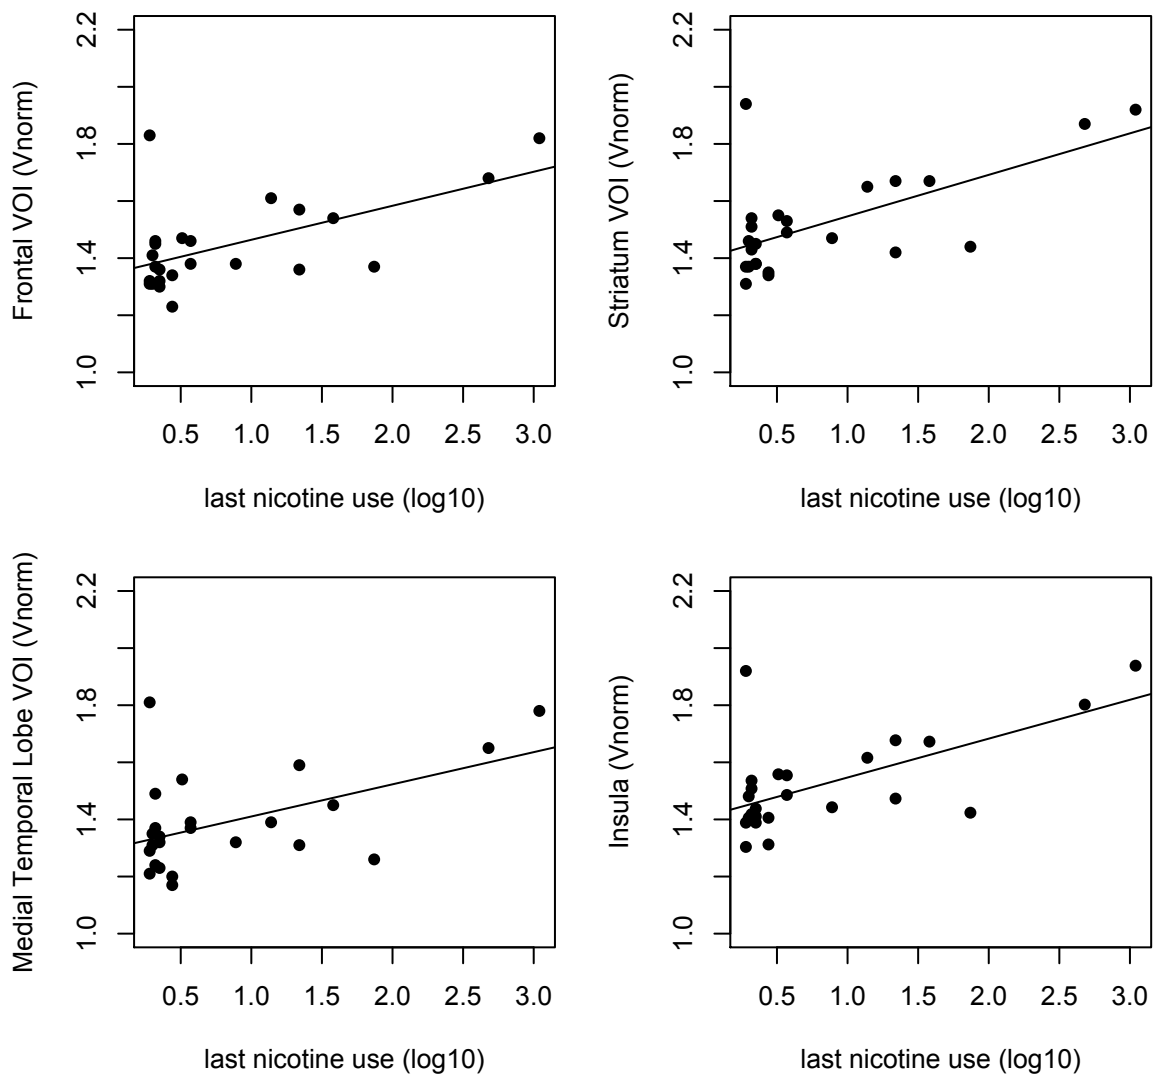 Frontal VOI (Vnorm)
2.2
1.8
1.4
1.0
0.5 1.0 1.5 2.0 2.5 3.0
last nicotine use (log10)
Striatum VOI (Vnorm)
2.2
1.8
1.4
1.0
0.5 1.0 1.5 2.0 2.5 3.0
last nicotine use (log10)
Medial Temporal Lobe VOI (Vnorm)
2.2
1.8
1.4
1.0
0.5 1.0 1.5 2.0 2.5 3.0
last nicotine use (log10)
Insula (Vnorm)
2.2
1.8
1.4
1.0
0.5 1.0 1.5 2.0 2.5 3.0
last nicotine use (log10)